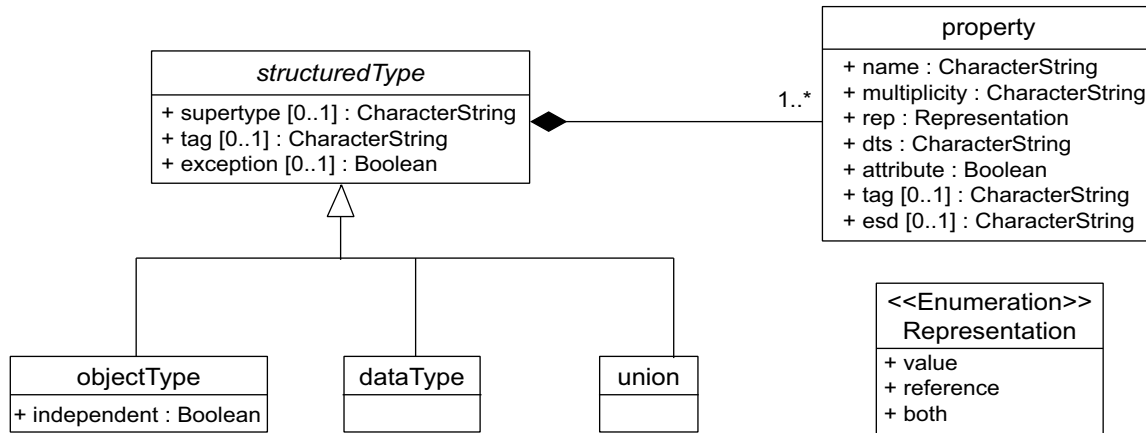 structuredType
+ supertype [0..1] : CharacterString
+ tag [0..1] : CharacterString
+ exception [0..1] : Boolean
1..*
property
+ name : CharacterString
+ multiplicity : CharacterString
+ rep : Representation
+ dts : CharacterString
+ attribute : Boolean
+ tag [0..1] : CharacterString
+ esd [0..1] : CharacterString
objectType
+ independent : Boolean
dataType
union
<<Enumeration>>
Representation
+ value
+ reference
+ both